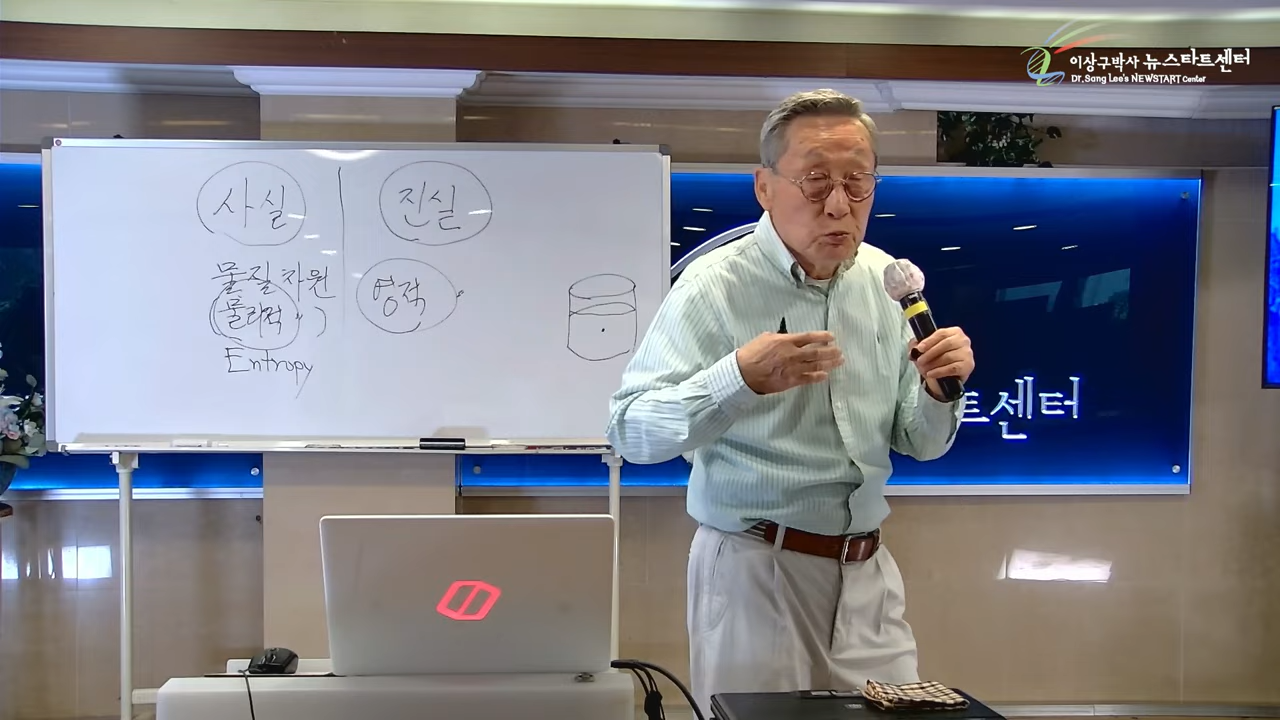 이상구박사 뉴스타트센터
Dr. Sang Lee's NEWSTART Center
사실 진실
물질 자원 영적
물리적
Entropy
트센터